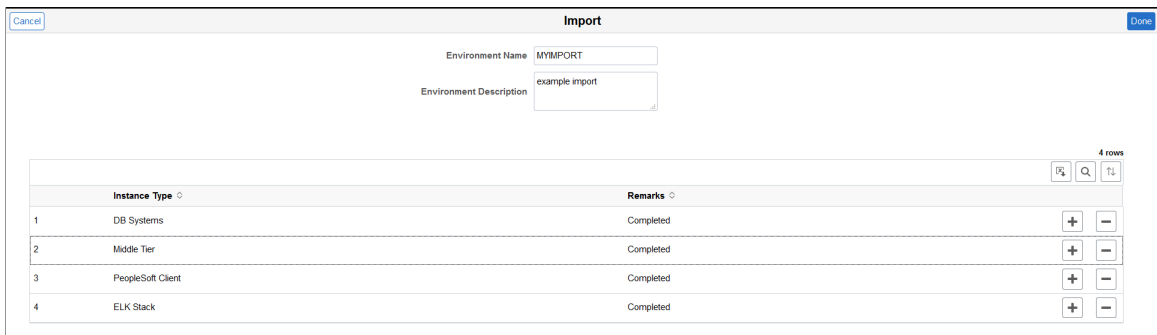 Cancel
Import
Done
Environment Name MYIMPORT
Environment Description example import
4 rows
Instance Type Remarks
1 DB Systems Completed
2 Middle Tier Completed
3 PeopleSoft Client Completed
4 ELK Stack Completed